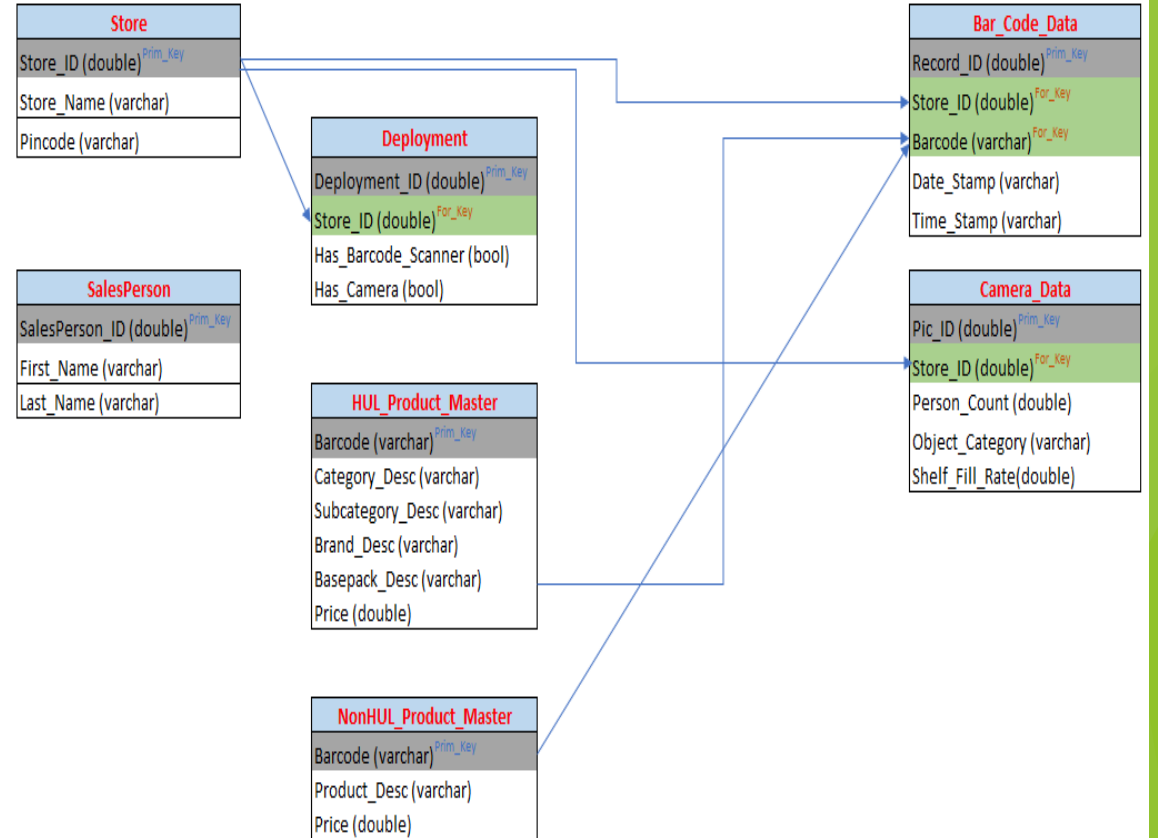 Store
Store_ID (double) Prim_Key
Store_Name (varchar)
Pincode (varchar)
SalesPerson
SalesPerson_ID (double) Prim_Key
First_Name (varchar)
Last_Name (varchar)
Deployment
Deployment_ID (double) Prim_Key
Store_ID (double) For_Key
Has_Barcode_Scanner (bool)
Has_Camera (bool)
HUL_Product_Master
Barcode (varchar) Prim_Key
Category_Desc (varchar)
Subcategory_Desc (varchar)
Brand_Desc (varchar)
Basepack_Desc (varchar)
Price (double)
NonHUL_Product_Master
Barcode (varchar) Prim_Key
Product_Desc (varchar)
Price (double)
Bar_Code_Data
Record_ID (double) Prim_Key
Store_ID (double) For_Key
Barcode (varchar) For_Key
Date_Stamp (varchar)
Time_Stamp (varchar)
Camera_Data
Pic_ID (double) Prim_Key
Store_ID (double) For_Key
Person_Count (double)
Object_Category (varchar)
Shelf_Fill_Rate(double)